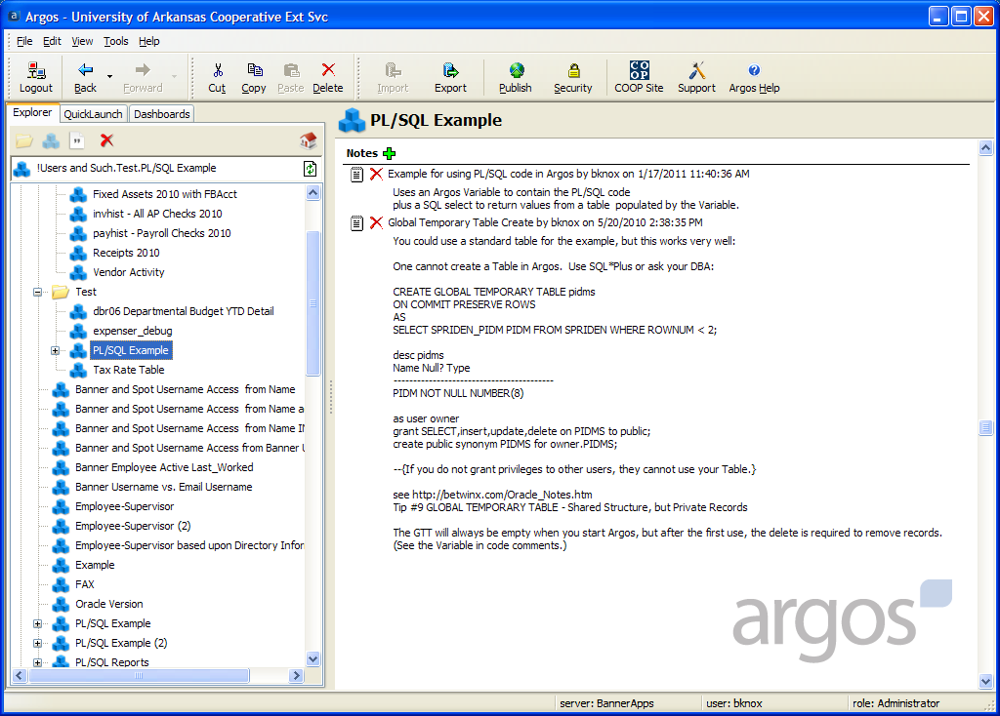 Argos - University of Arkansas Cooperative Ext Svc
File Edit View Tools Help
Logout Back Forward Cut Copy Paste Delete Import Export Publish Security COOP Site Support Argos Help
Explorer QuickLaunch Dashboards
PL/SQL Example
!Users and Such.Test.PL/SQL Example
Fixed Assets 2010 with FBAcct
invhist - All AP Checks 2010
payhist - Payroll Checks 2010
Receipts 2010
Vendor Activity
Test
dbr06 Departmental Budget YTD Detail
expenser_debug
PL/SQL Example
Tax Rate Table
Banner and Spot Username Access from Name
Banner and Spot Username Access from Name a
Banner and Spot Username Access from Name I
Banner and Spot Username Access from Banner
Banner Employee Active Last_Worked
Banner Username vs. Email Username
Employee-Supervisor
Employee-Supervisor (2)
Employee-Supervisor based upon Directory Infor
Example
FAX
Oracle Version
PL/SQL Example
PL/SQL Example (2)
PL/SQL Reports
Notes
Example for using PL/SQL code in Argos by bknox on 1/17/2011 11:40:36 AM
Uses an Argos Variable to contain the PL/SQL code
plus a SQL select to return values from a table populated by the Variable.
Global Temporary Table Create by bknox on 5/20/2010 2:38:35 PM
You could use a standard table for the example, but this works very well:
One cannot create a Table in Argos. Use SQL*Plus or ask your DBA:
CREATE GLOBAL TEMPORARY TABLE pidms
ON COMMIT PRESERVE ROWS
AS
SELECT SPRIDEN_PIDM PIDM FROM SPRIDEN WHERE ROWNUM < 2;
desc pidms
Name Null? Type
-----------------------------------------
PIDM NOT NULL NUMBER(8)
as user owner
grant SELECT,insert,update,delete on PIDMS to public;
create public synonym PIDMS for owner.PIDMS;
--{If you do not grant privileges to other users, they cannot use your Table.}
see http://betwinx.com/Oracle_Notes.htm
Tip #9 GLOBAL TEMPORARY TABLE - Shared Structure, but Private Records
The GTT will always be empty when you start Argos, but after the first use, the delete is required to remove records.
(See the Variable in code comments.)
argos
server: BannerApps user: bknox role: Administrator